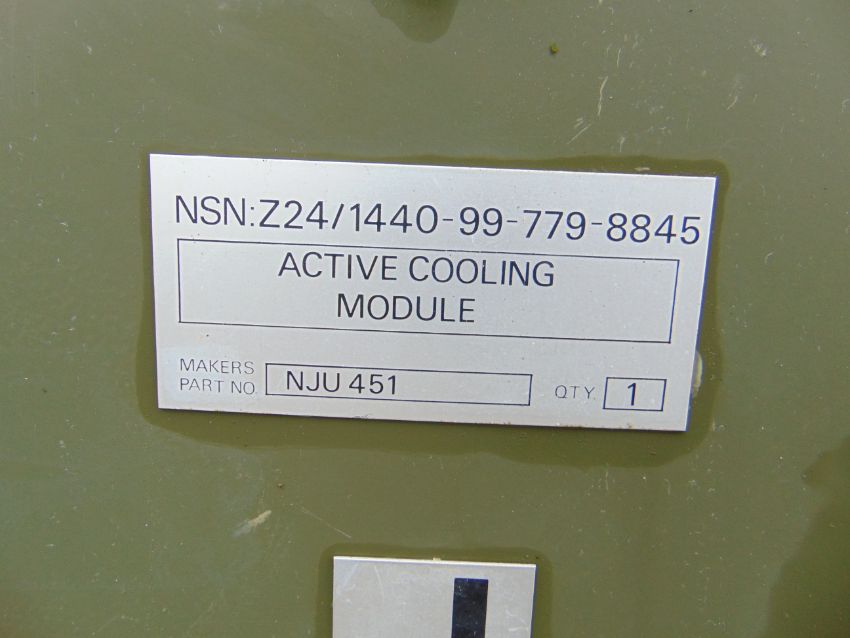 NSN:Z24/1440-99-779-8845
ACTIVE COOLING
MODULE
MAKERS
PART NO. NJU 451 QTY. 1